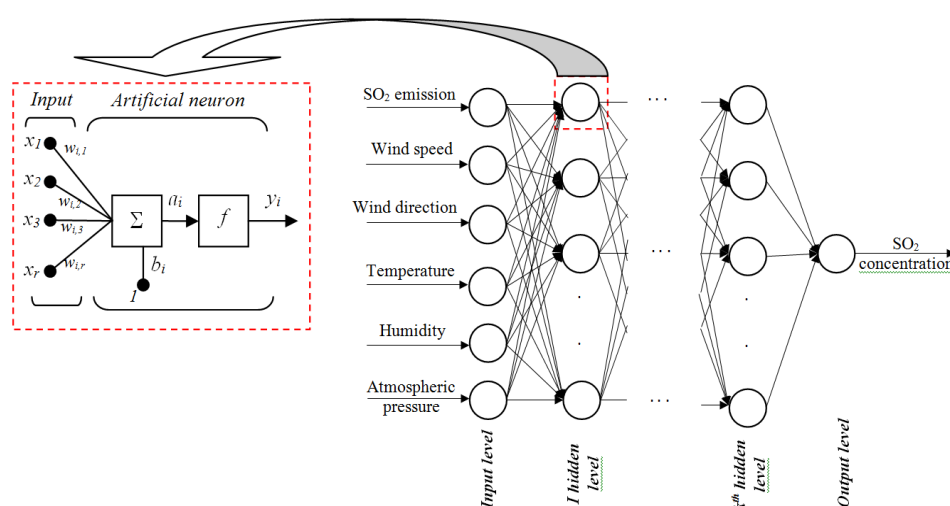 Input
Artificial neuron
x1
x2
x3
xr
wi,1
wi,2
wi,3
wi,r
Σ
ai
f
yi
bi
1
SO2 emission
Wind speed
Wind direction
Temperature
Humidity
Atmospheric
pressure
. . .
. . .
. . .
SO2
concentration
Input level
I hidden
level
th hidden
level
Output level